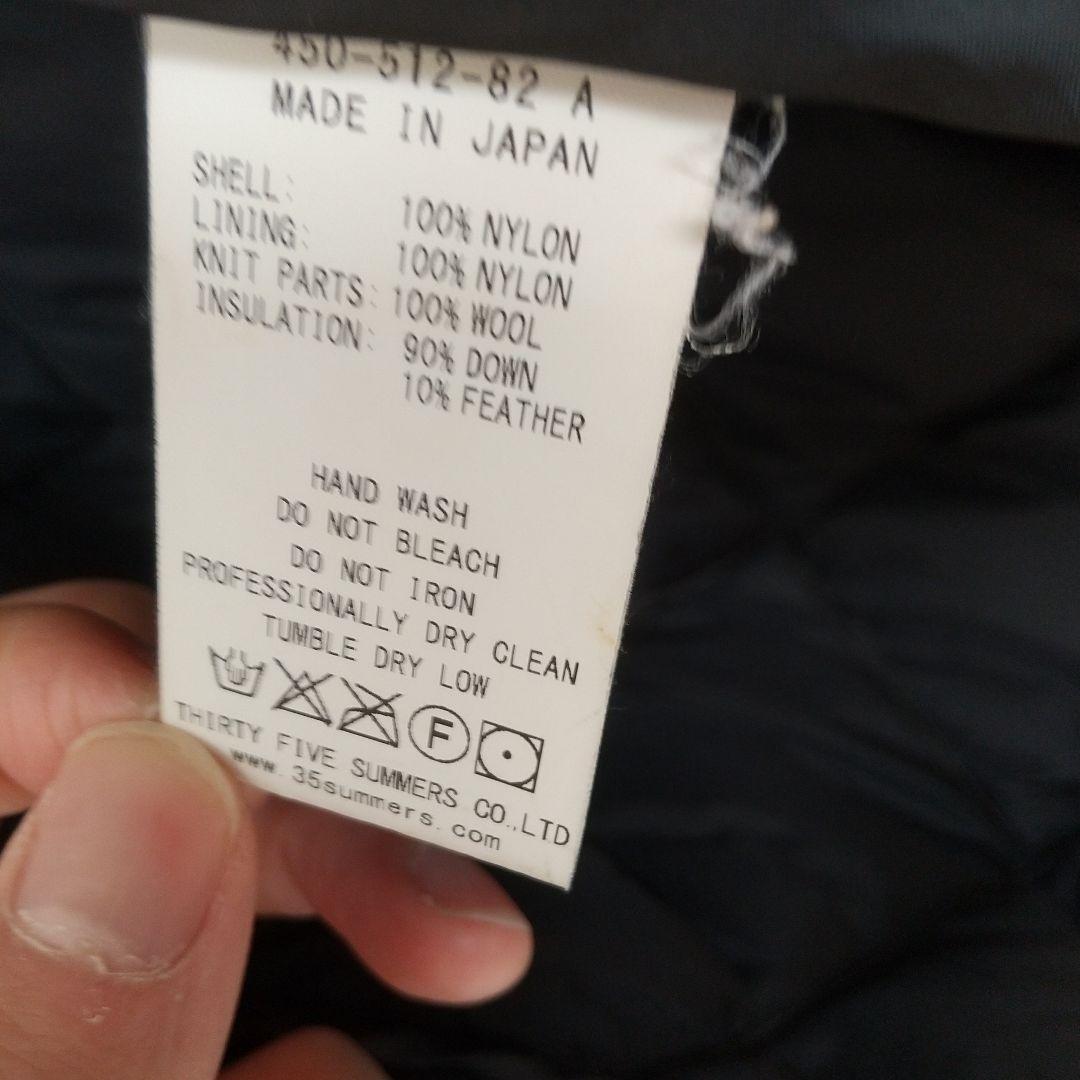 450-512-82 A
MADE IN JAPAN
SHELL: 100% NYLON
LINING: 100% NYLON
KNIT PARTS: 100% WOOL
INSULATION: 90% DOWN
10% FEATHER
HAND WASH
DO NOT BLEACH
DO NOT IRON
PROFESSIONALLY DRY CLEAN
TUMBLE DRY LOW
F
THIRTY FIVE SUMMERS CO.,LTD
www.35summers.com